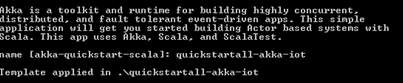 Akka is a toolkit and runtime for building highly concurrent,
distributed, and fault tolerant event-driven apps. This simple
application will get you started building Actor based systems with
Scala. This app uses Akka, Scala, and ScalaTest.
name [akka-quickstart-scala]: quickstartall-akka-iot
Template applied in .\quickstartall-akka-iot